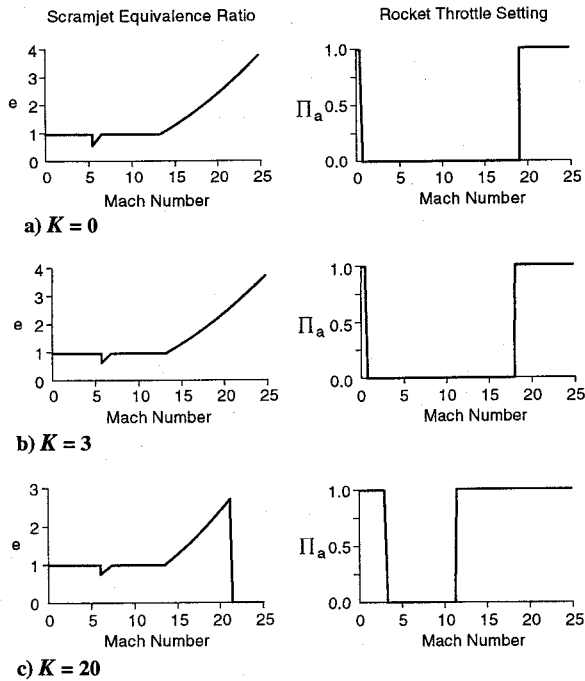 Scramjet Equivalence Ratio
Rocket Throttle Setting
4
3
2
1
0
e
0 5 10 15 20 25
Mach Number
1.0
0.5
0.0
Πa
0 5 10 15 20 25
Mach Number
a) K = 0
4
3
2
1
0
e
0 5 10 15 20 25
Mach Number
1.0
0.5
0.0
Πa
0 5 10 15 20 25
Mach Number
b) K = 3
3
2
1
0
e
0 5 10 15 20 25
Mach Number
1.0
0.5
0.0
Πa
0 5 10 15 20 25
Mach Number
c) K = 20